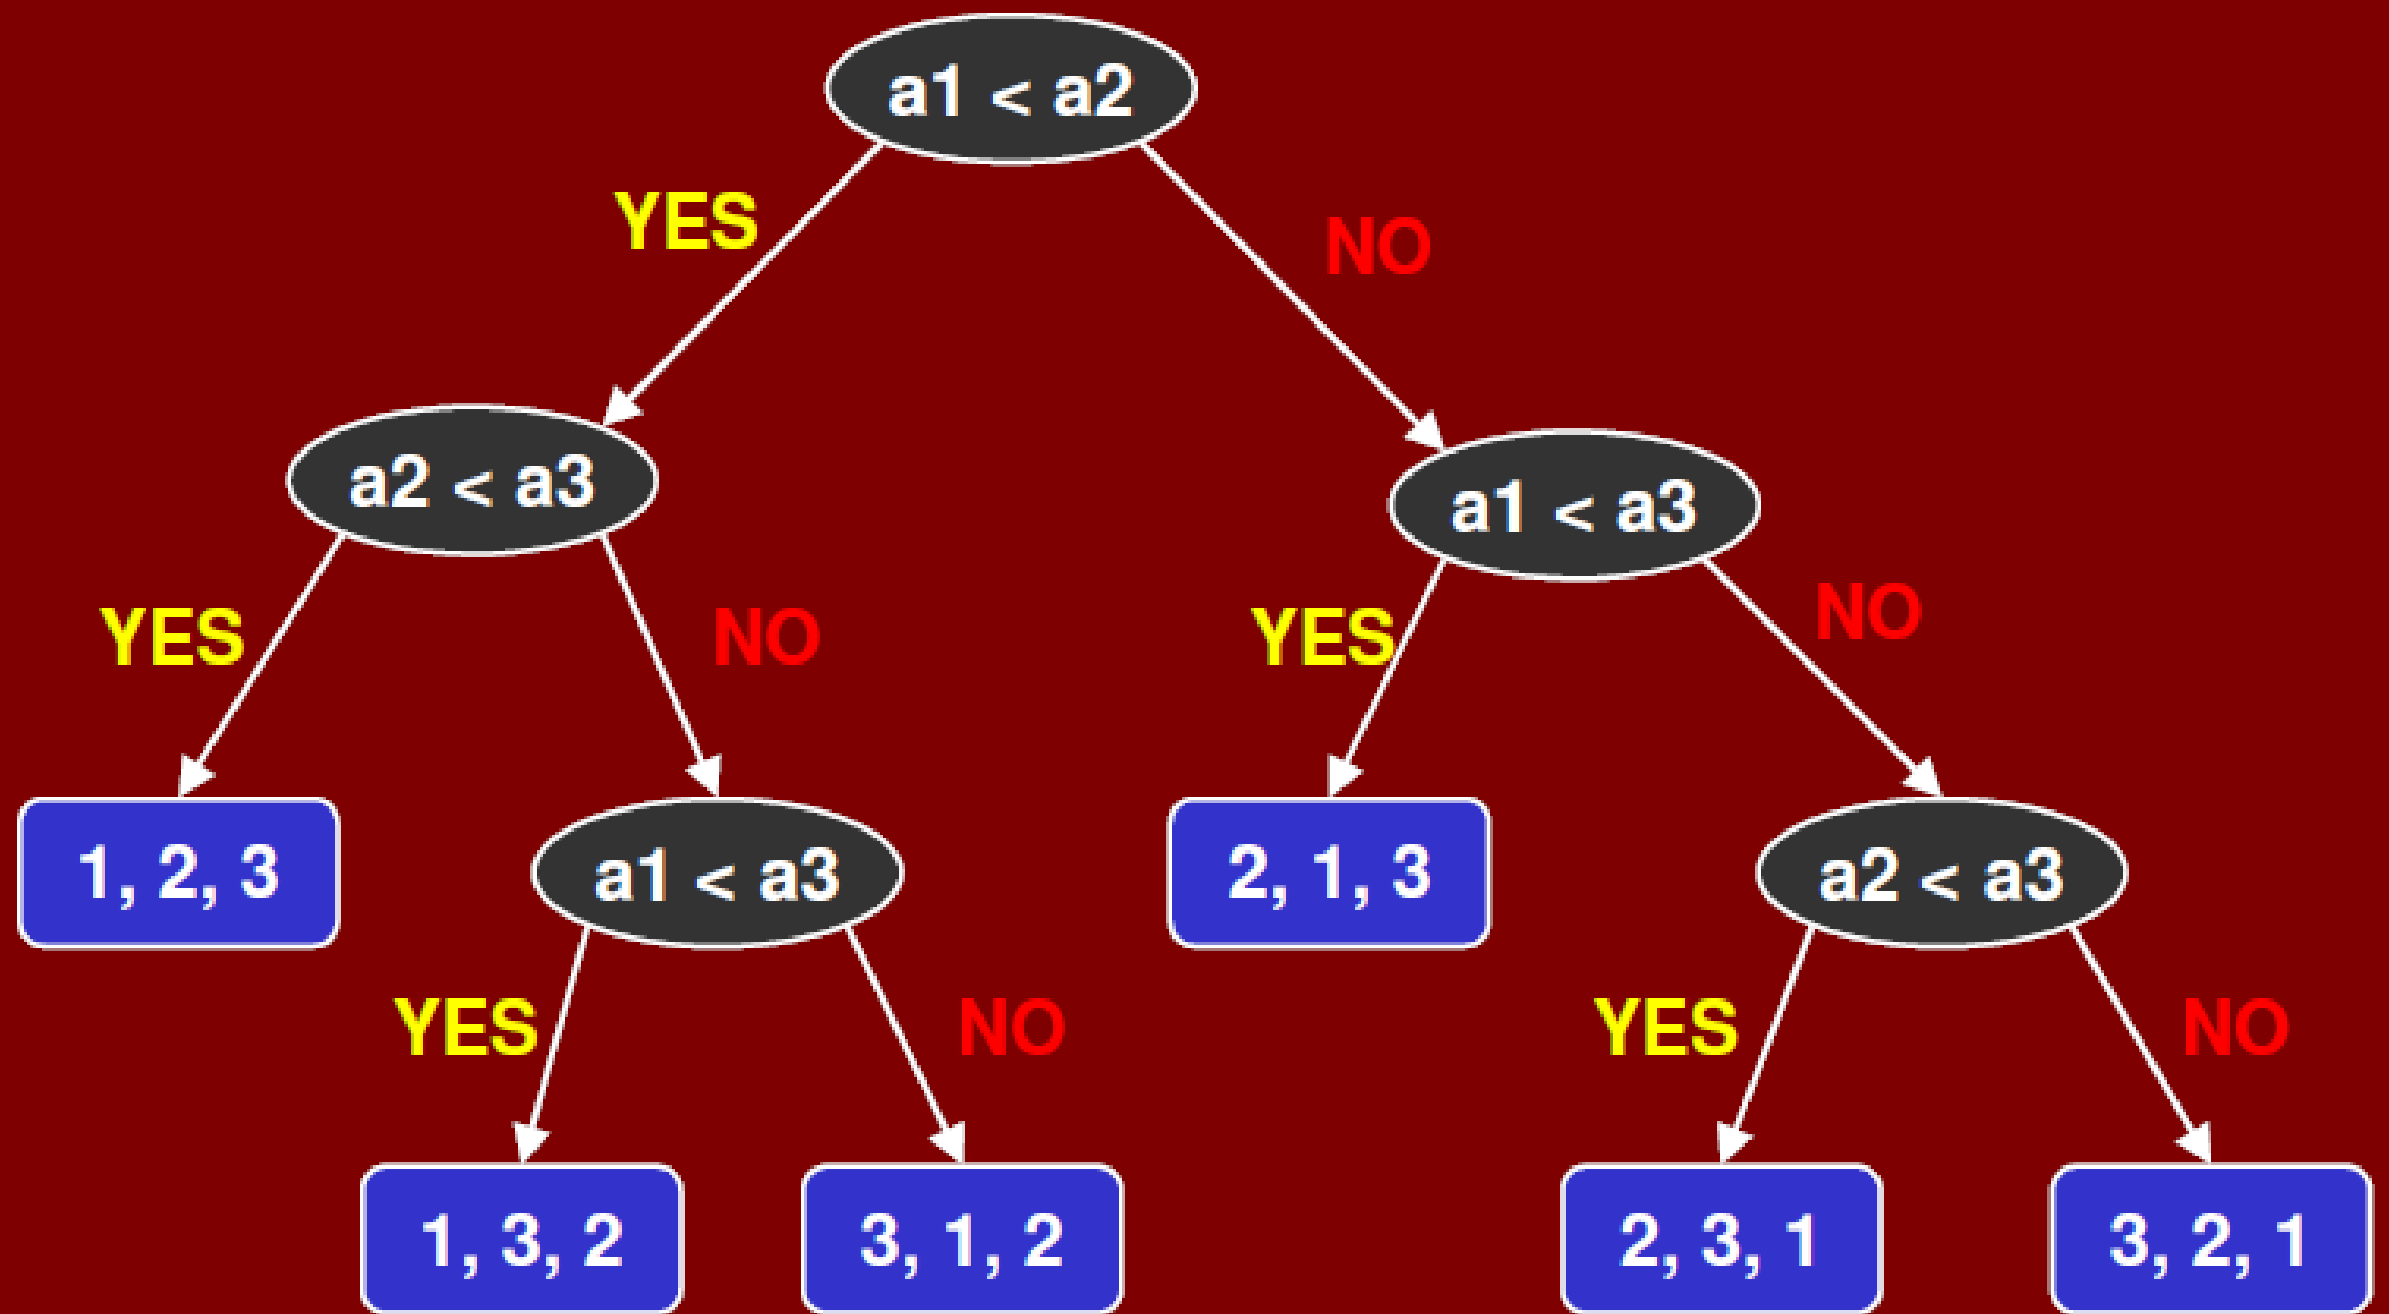 a1 < a2
YES
NO
a2 < a3
a1 < a3
YES
NO
YES
NO
1, 2, 3
a1 < a3
2, 1, 3
a2 < a3
YES
NO
YES
NO
1, 3, 2
3, 1, 2
2, 3, 1
3, 2, 1